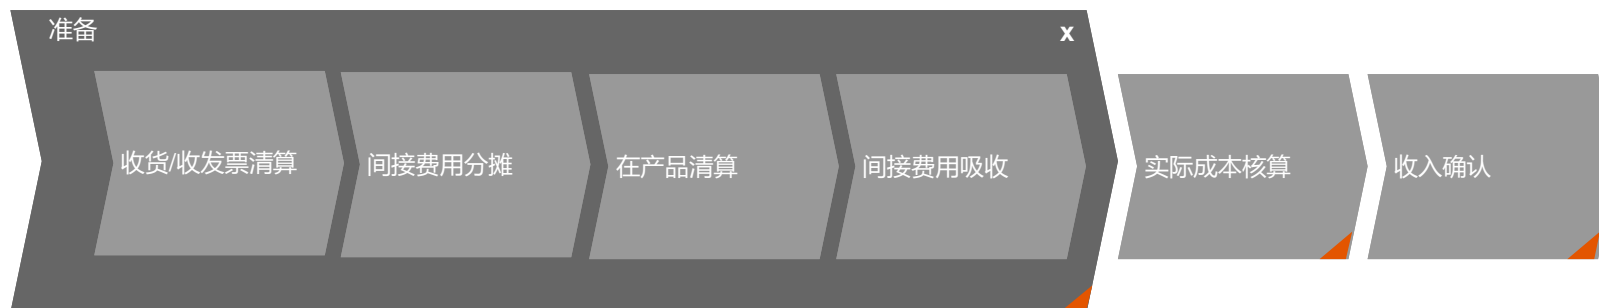 准备
x
收货/收发票清算
间接费用分摊
在产品清算
间接费用吸收
实际成本核算
收入确认